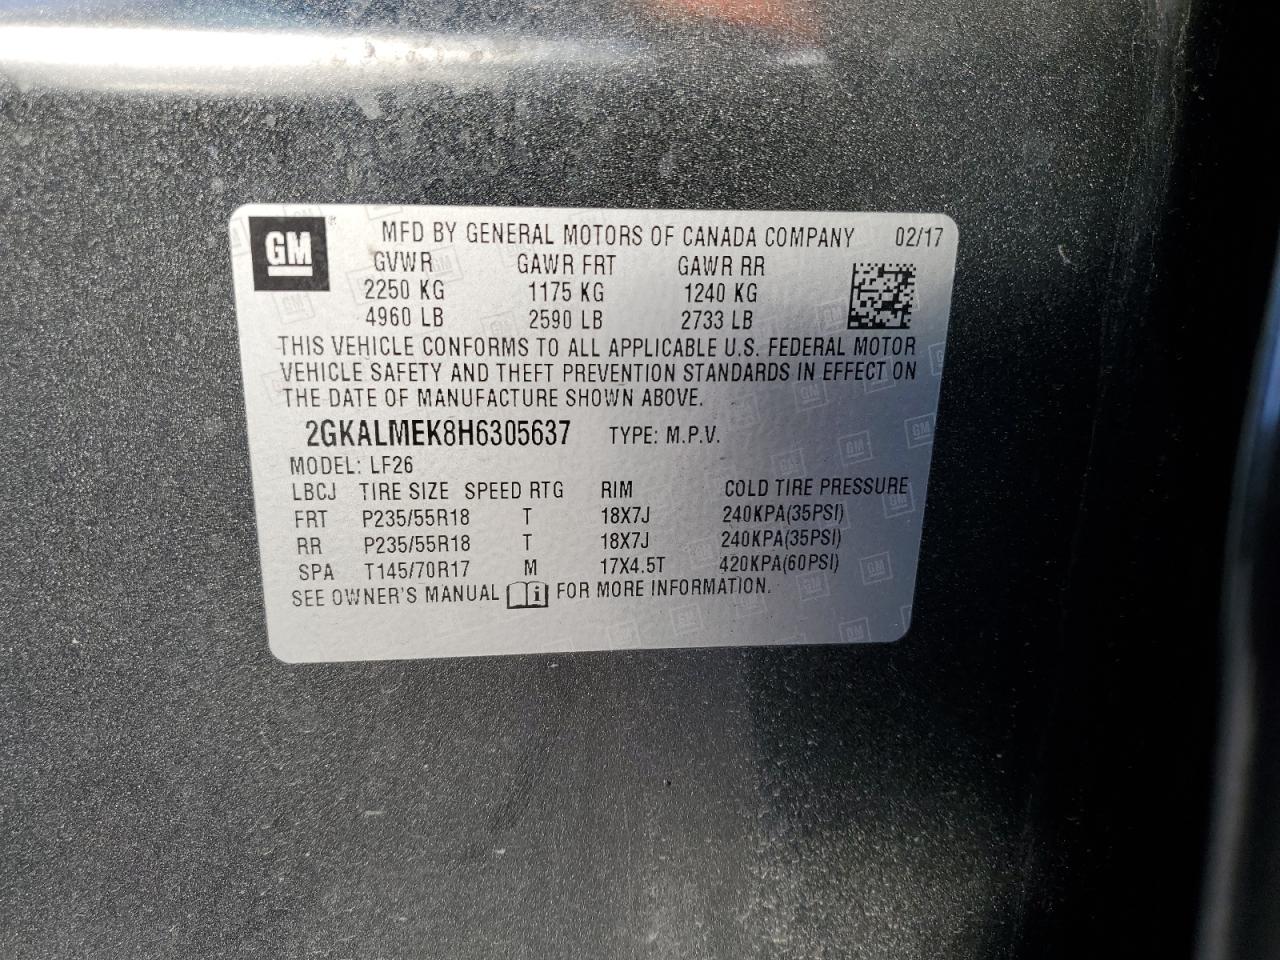 GM
MFD BY GENERAL MOTORS OF CANADA COMPANY 02/17
GVWR GAWR FRT GAWR RR
2250 KG 1175 KG 1240 KG
4960 LB 2590 LB 2733 LB
THIS VEHICLE CONFORMS TO ALL APPLICABLE U.S. FEDERAL MOTOR
VEHICLE SAFETY AND THEFT PREVENTION STANDARDS IN EFFECT ON
THE DATE OF MANUFACTURE SHOWN ABOVE.
2GKALMEK8H6305637 TYPE: M.P.V.
MODEL: LF26
LBCJ TIRE SIZE SPEED RTG RIM COLD TIRE PRESSURE
FRT P235/55R18 T 18X7J 240KPA(35PSI)
RR P235/55R18 T 18X7J 240KPA(35PSI)
SPA T145/70R17 M 17X4.5T 420KPA(60PSI)
SEE OWNER'S MANUAL i FOR MORE INFORMATION.